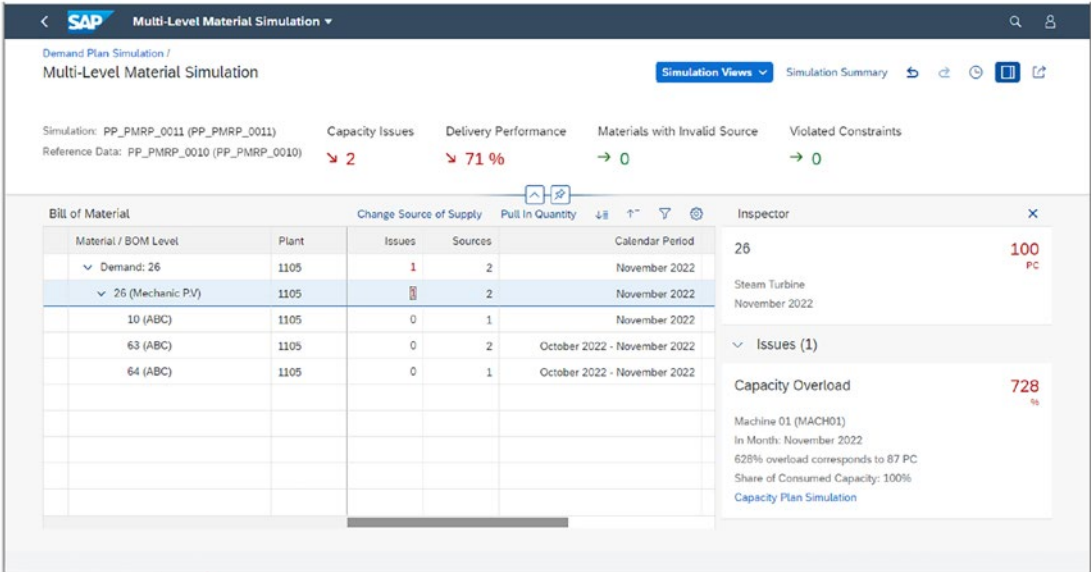 SAP Multi-Level Material Simulation
Demand Plan Simulation /
Multi-Level Material Simulation
Simulation Views Simulation Summary
Simulation: PP_PMRP_0011 (PP_PMRP_0011)
Reference Data: PP_PMRP_0010 (PP_PMRP_0010)
Capacity Issues
2
Delivery Performance
71 %
Materials with Invalid Source
0
Violated Constraints
0
Bill of Material Change Source of Supply Pull In Quantity
Material / BOM Level Plant Issues Sources Calendar Period
Demand: 26 1105 1 2 November 2022
26 (Mechanic P.V) 1105 1 2 November 2022
10 (ABC) 1105 0 1 November 2022
63 (ABC) 1105 0 2 October 2022 - November 2022
64 (ABC) 1105 0 1 October 2022 - November 2022
Inspector
26 100
PC
Steam Turbine
November 2022
Issues (1)
Capacity Overload 728
%
Machine 01 (MACH01)
In Month: November 2022
628% overload corresponds to 87 PC
Share of Consumed Capacity: 100%
Capacity Plan Simulation